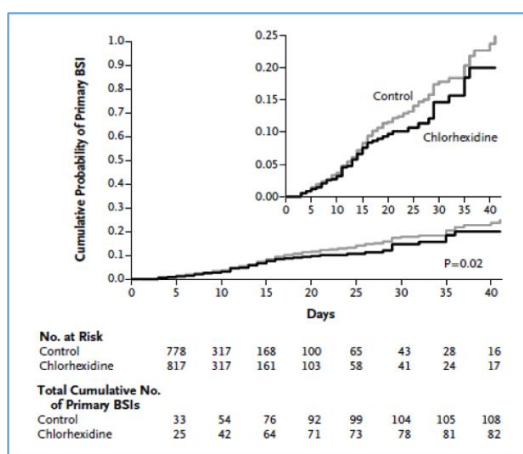 Cumulative Probability of Primary BSI
1.0
0.9
0.8
0.7
0.6
0.5
0.4
0.3
0.2
0.1
0.0
0.25
0.20
0.15
0.10
0.05
0.00
Control
Chlorhexidine
0 5 10 15 20 25 30 35 40
P=0.02
0 5 10 15 20 25 30 35 40
Days
No. at Risk
Control 778 317 168 100 65 43 28 16
Chlorhexidine 817 317 161 103 58 41 24 17
Total Cumulative No.
of Primary BSIs
Control 33 54 76 92 99 104 105 108
Chlorhexidine 25 42 64 71 73 78 81 82